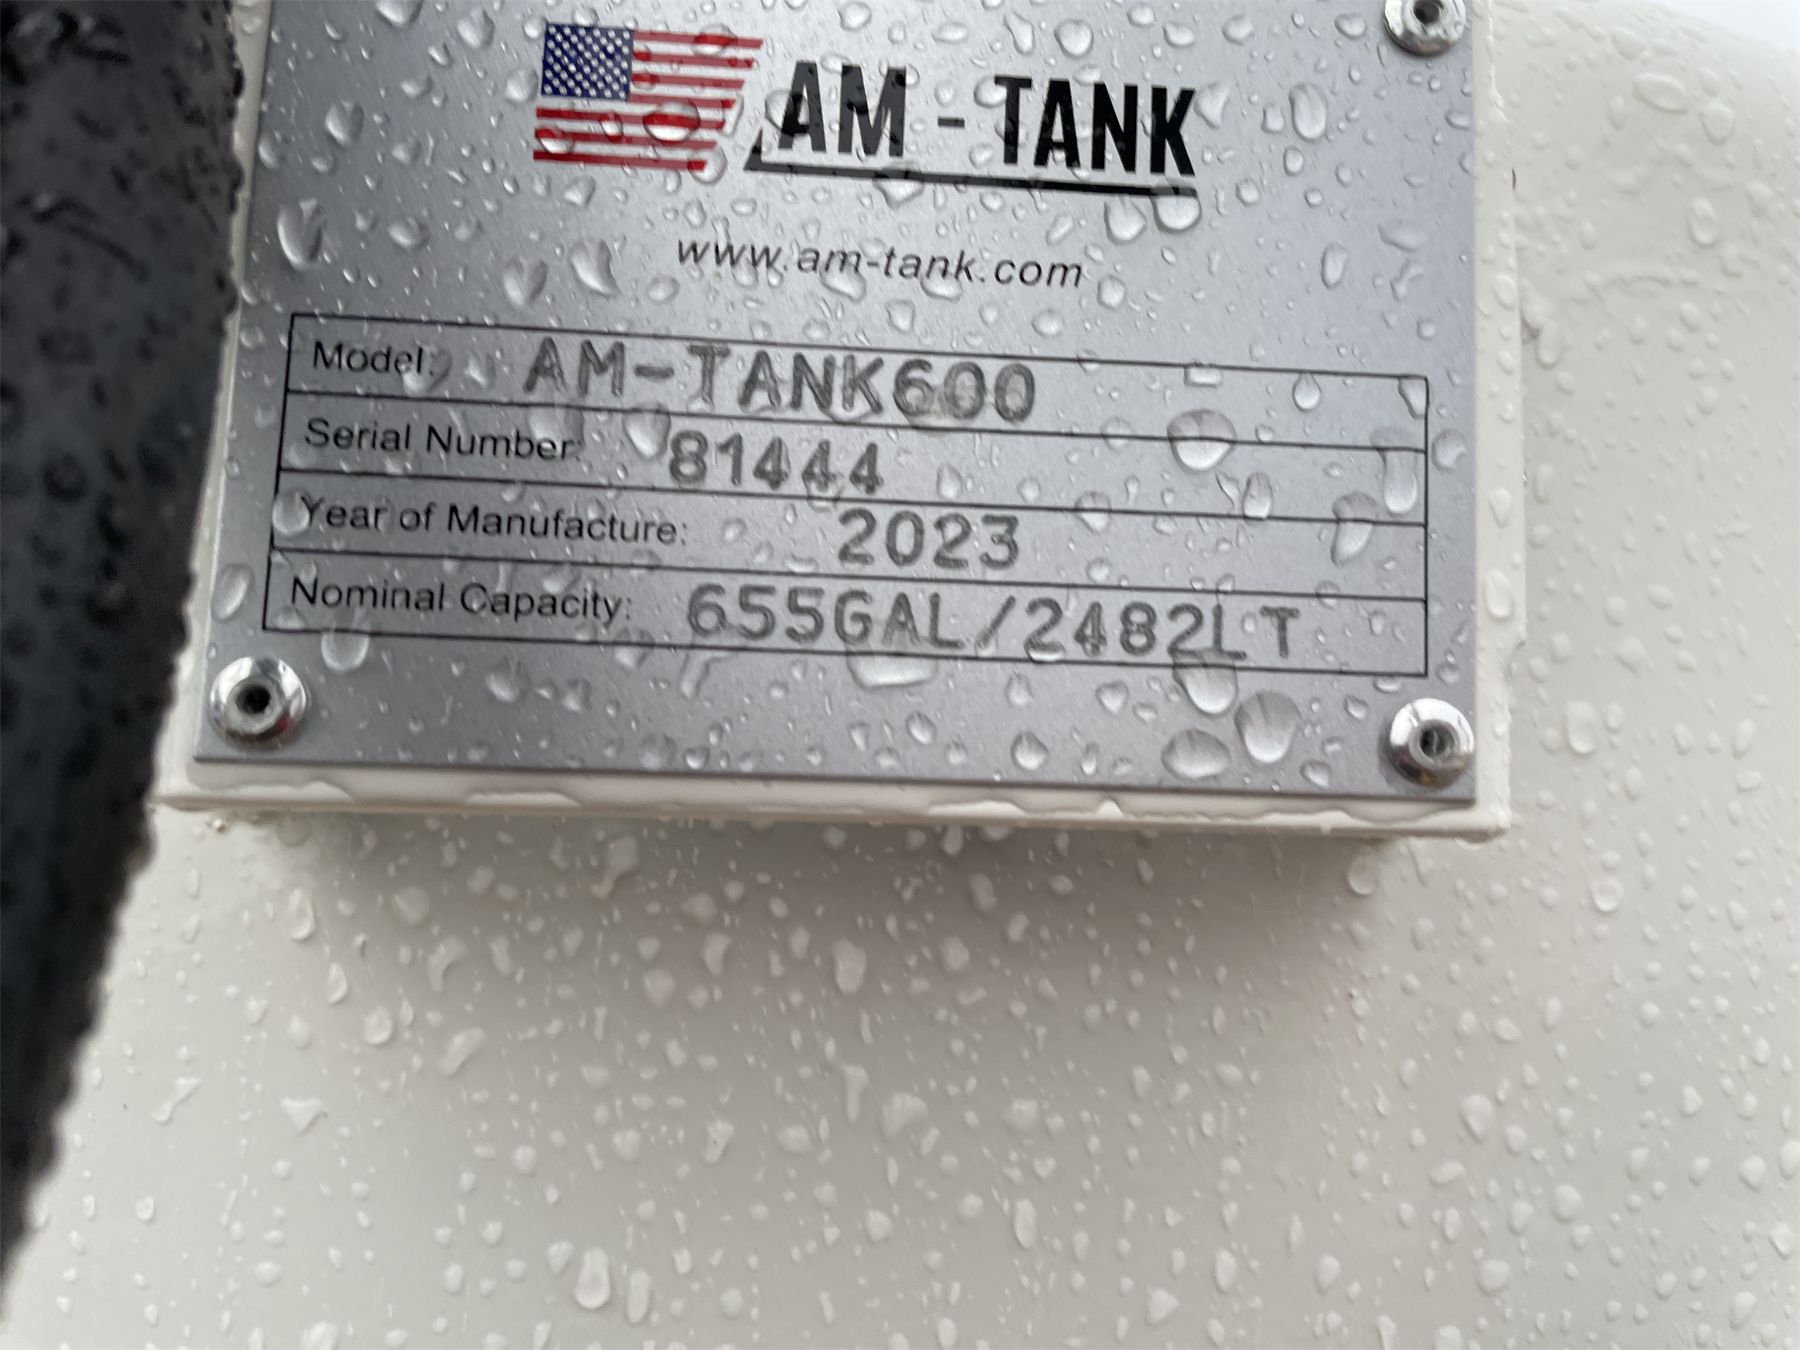 AM - TANK
www.am-tank.com
Model: AM-TANK600
Serial Number: 81444
Year of Manufacture: 2023
Nominal Capacity: 655GAL/2482LT